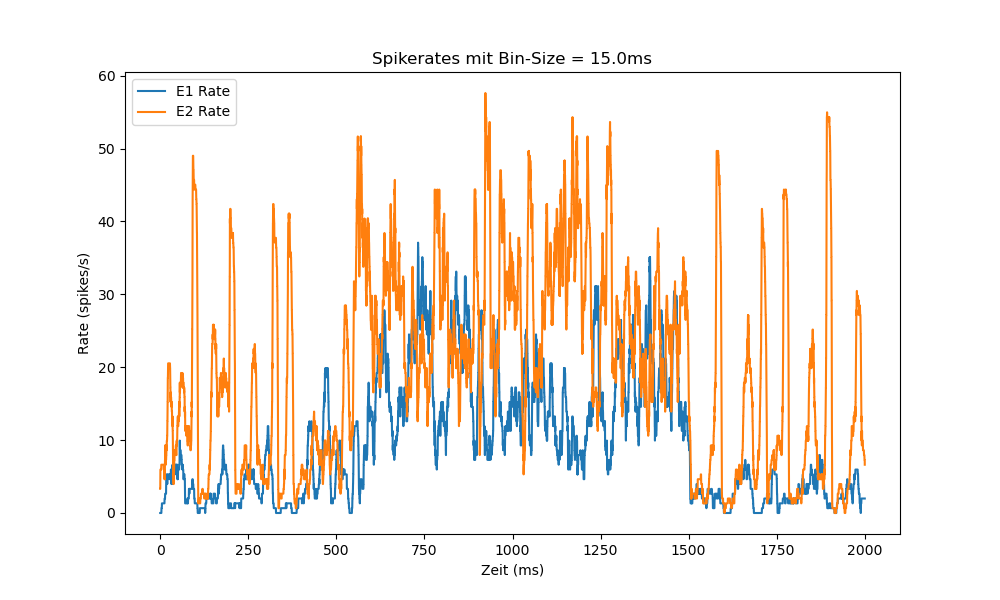 Spikerates mit Bin-Size = 15.0ms
E1 Rate
E2 Rate
60
50
40
30
20
10
0
Rate (spikes/s)
0 250 500 750 1000 1250 1500 1750 2000
Zeit (ms)